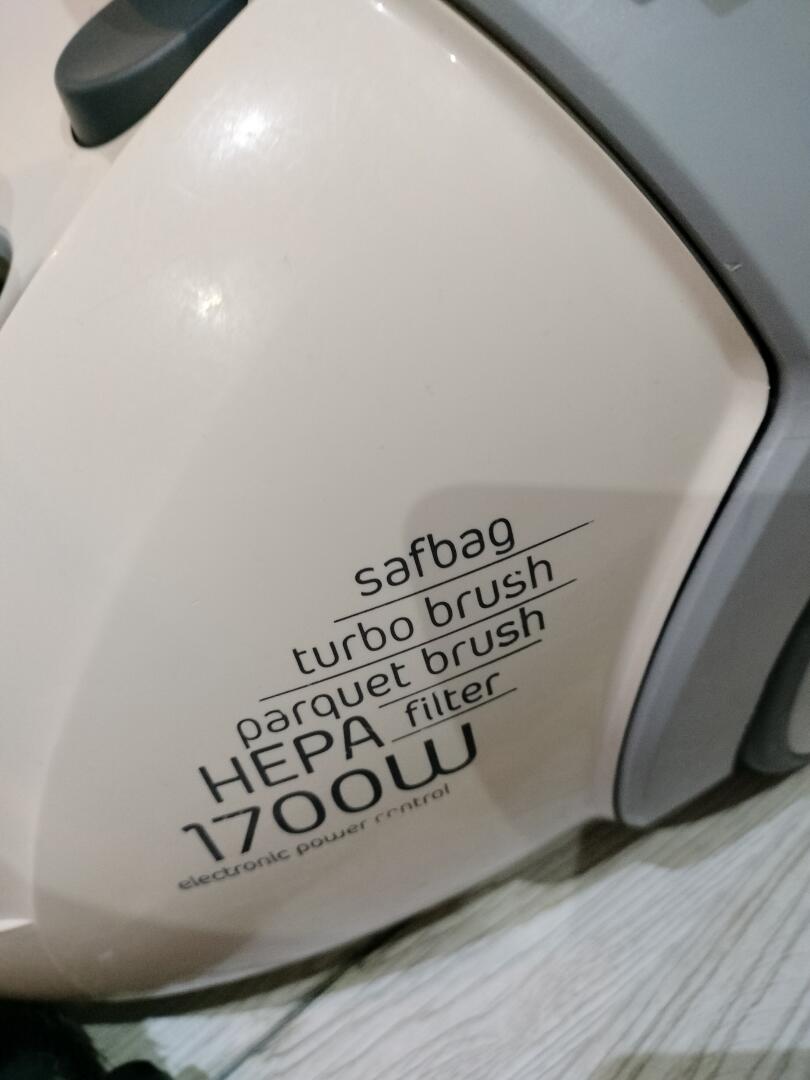 safbag
turbo brush
parquet brush
HEPA filter
1700W
electronic power control